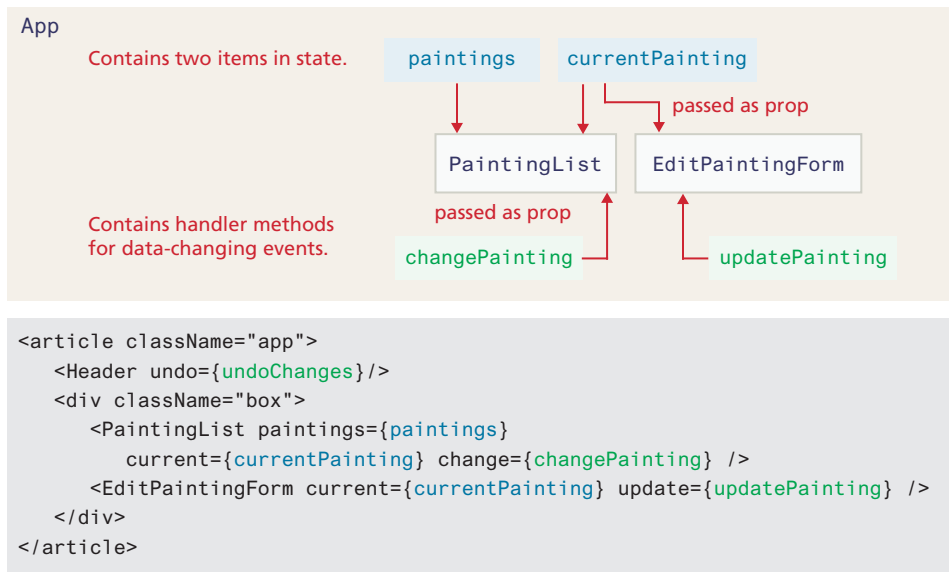 App
Contains two items in state.
paintings
currentPainting
passed as prop
PaintingList
EditPaintingForm
passed as prop
Contains handler methods
for data-changing events.
changePainting
updatePainting
<article className="app">
   <Header undo={undoChanges}/>
   <div className="box">
      <PaintingList paintings={paintings}
         current={currentPainting} change={changePainting} />
      <EditPaintingForm current={currentPainting} update={updatePainting} />
   </div>
</article>